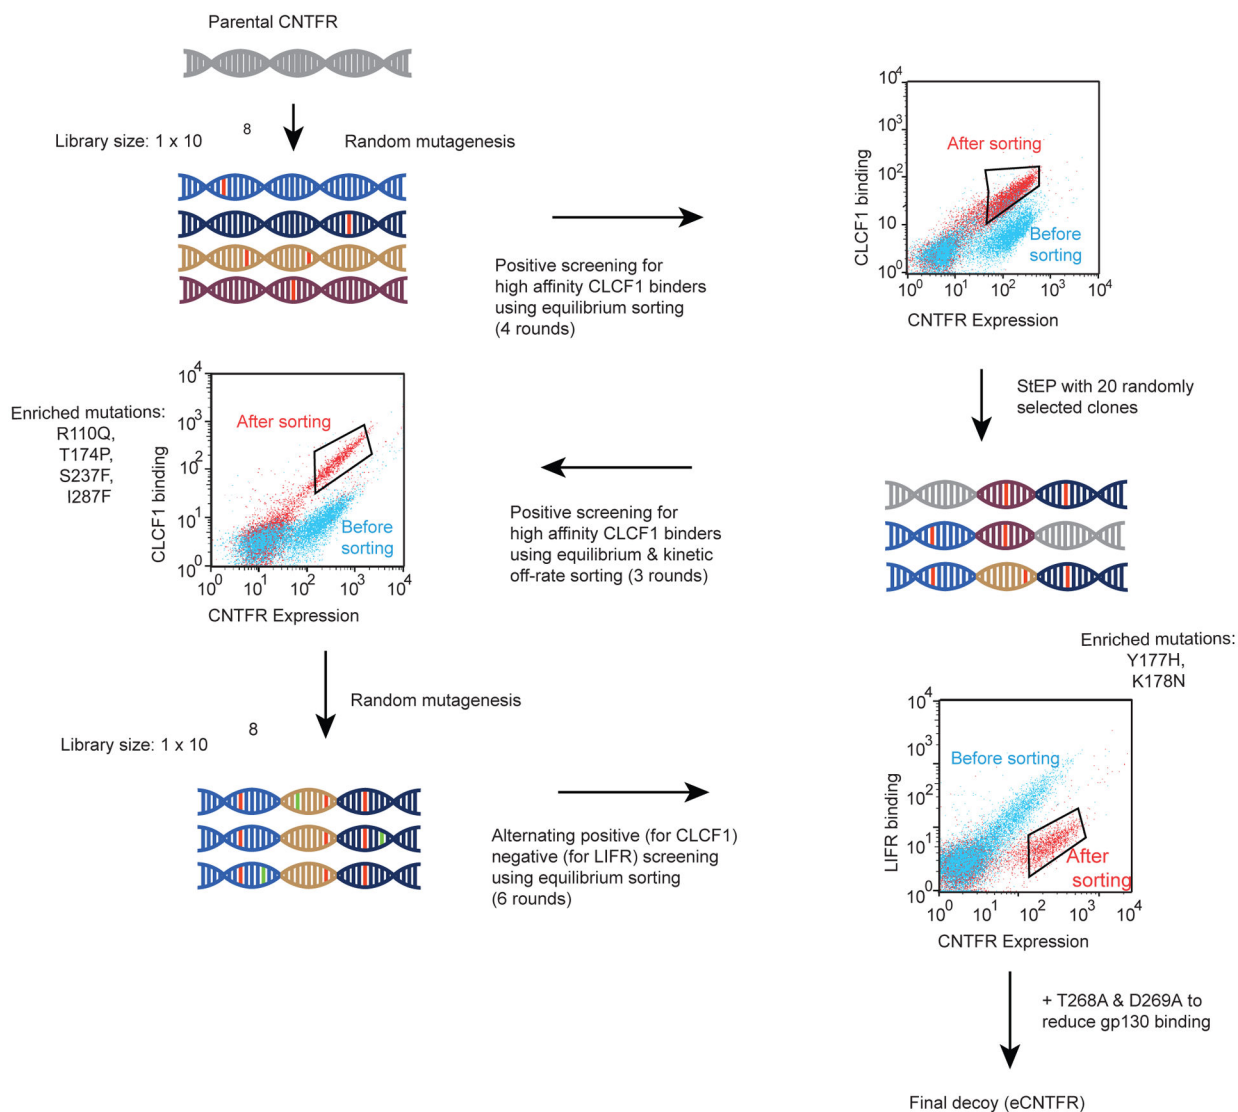 Parental CNTFR
Library size: 1 x 10 8
Random mutagenesis
Positive screening for
high affinity CLCF1 binders
using equilibrium sorting
(4 rounds)
10 4
10 3
10 2
10
10 0
CLCF1 binding
After sorting
Before
sorting
10 0 10 1 10 2 10 3 10 4
CNTFR Expression
StEP with 20 randomly
selected clones
Positive screening for
high affinity CLCF1 binders
using equilibrium & kinetic
off-rate sorting (3 rounds)
Enriched mutations:
R110Q,
T174P,
S237F,
I287F
10 4
10 3
10 2
10 1
10 0
CLCF1 binding
After sorting
Before
sorting
10 0 10 1 10 2 10 3 10 4
CNTFR Expression
Random mutagenesis
Library size: 1 x 10 8
Alternating positive (for CLCF1)
negative (for LIFR) screening
using equilibrium sorting
(6 rounds)
Enriched mutations:
Y177H,
K178N
10 4
10 3
10 2
10 1
10 0
LIFR binding
Before sorting
After
sorting
10 0 10 1 10 2 10 3 10 4
CNTFR Expression
+ T268A & D269A to
reduce gp130 binding
Final decoy (eCNTFR)